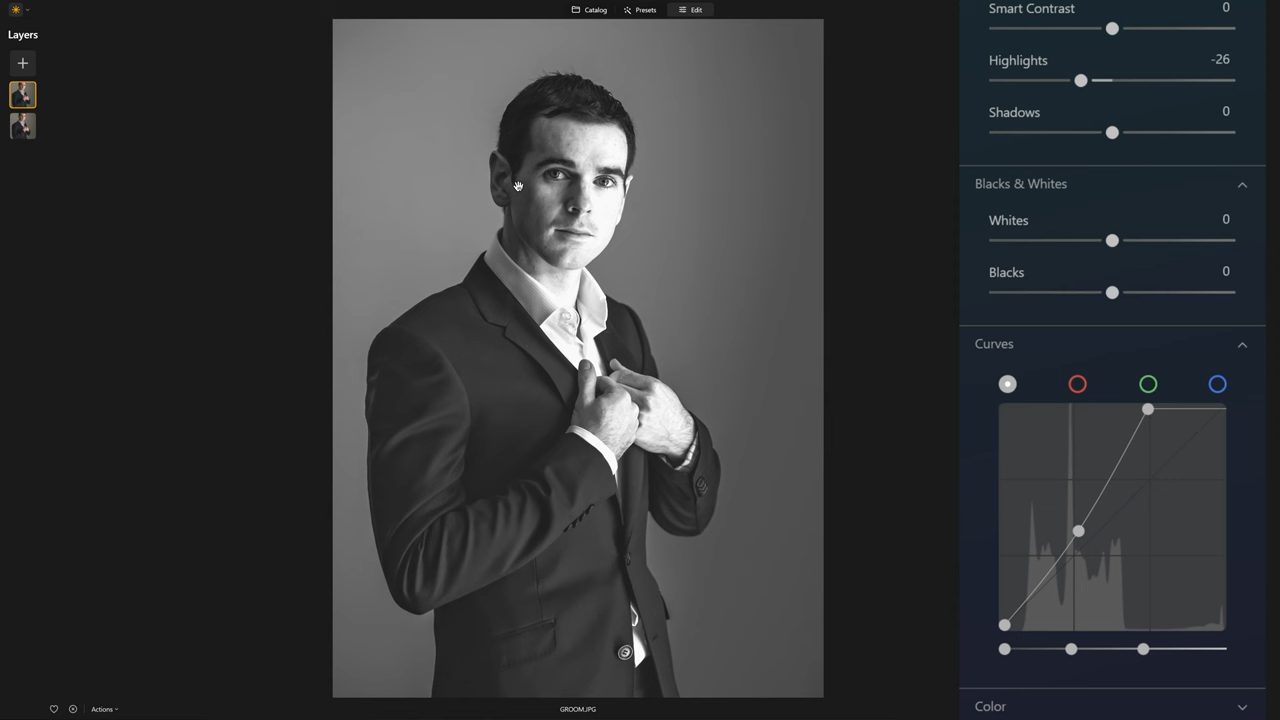 Catalog
Presets
Edit
Layers
Smart Contrast 0
Highlights -26
Shadows 0
Blacks & Whites
Whites 0
Blacks 0
Curves
Color
Actions
GROOM.JPG